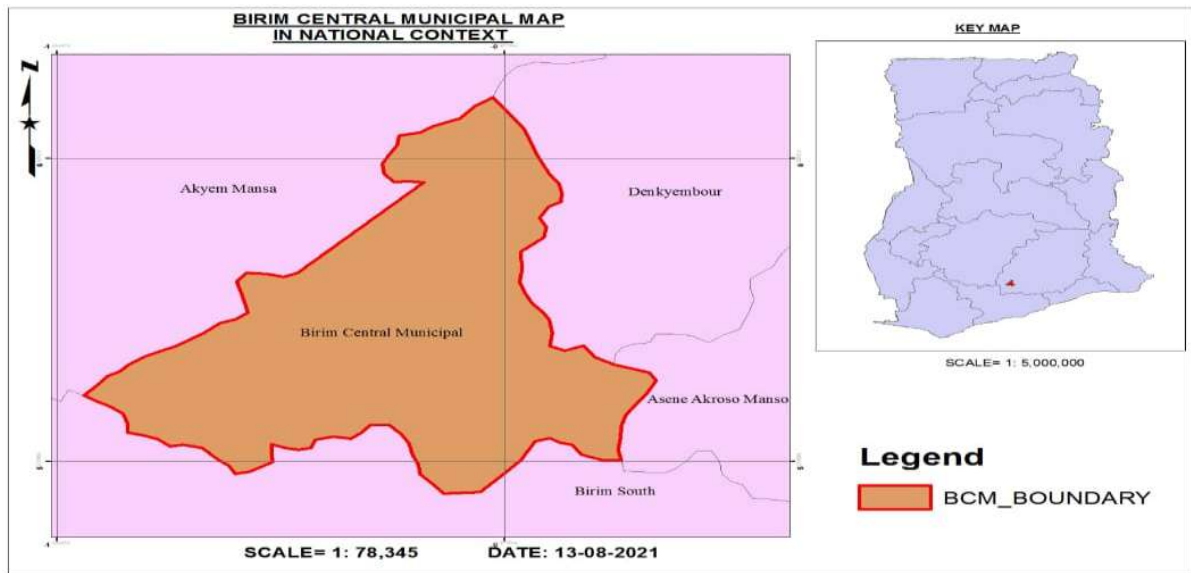 BIRIM CENTRAL MUNICIPAL MAP
IN NATIONAL CONTEXT
KEY MAP
Akyem Mansa
Denkyembour
Birim Central Municipal
SCALE= 1: 5,000,000
Asene Akroso Manso
Legend
Birim South
BCM_BOUNDARY
SCALE= 1: 78,345
DATE: 13-08-2021